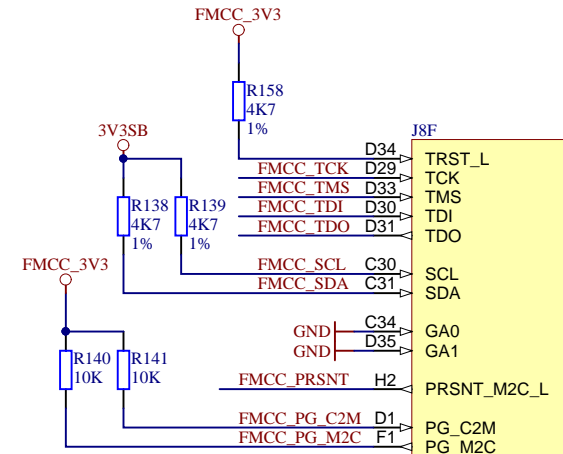 FMCC_3V3
R158
4K7
1%
3V3SB
J8F
D34 TRST_L
FMCC_TCK D29 TCK
FMCC_TMS D33 TMS
R138 R139
4K7 4K7
1% 1%
FMCC_TDI D30 TDI
FMCC_TDO D31 TDO
FMCC_3V3
FMCC_SCL C30 SCL
FMCC_SDA C31 SDA
GND C34 GA0
GND D35 GA1
R140 R141
10K 10K
FMCC_PRSNT H2 PRSNT_M2C_L
FMCC_PG_C2M D1 PG_C2M
FMCC_PG_M2C F1 PG_M2C